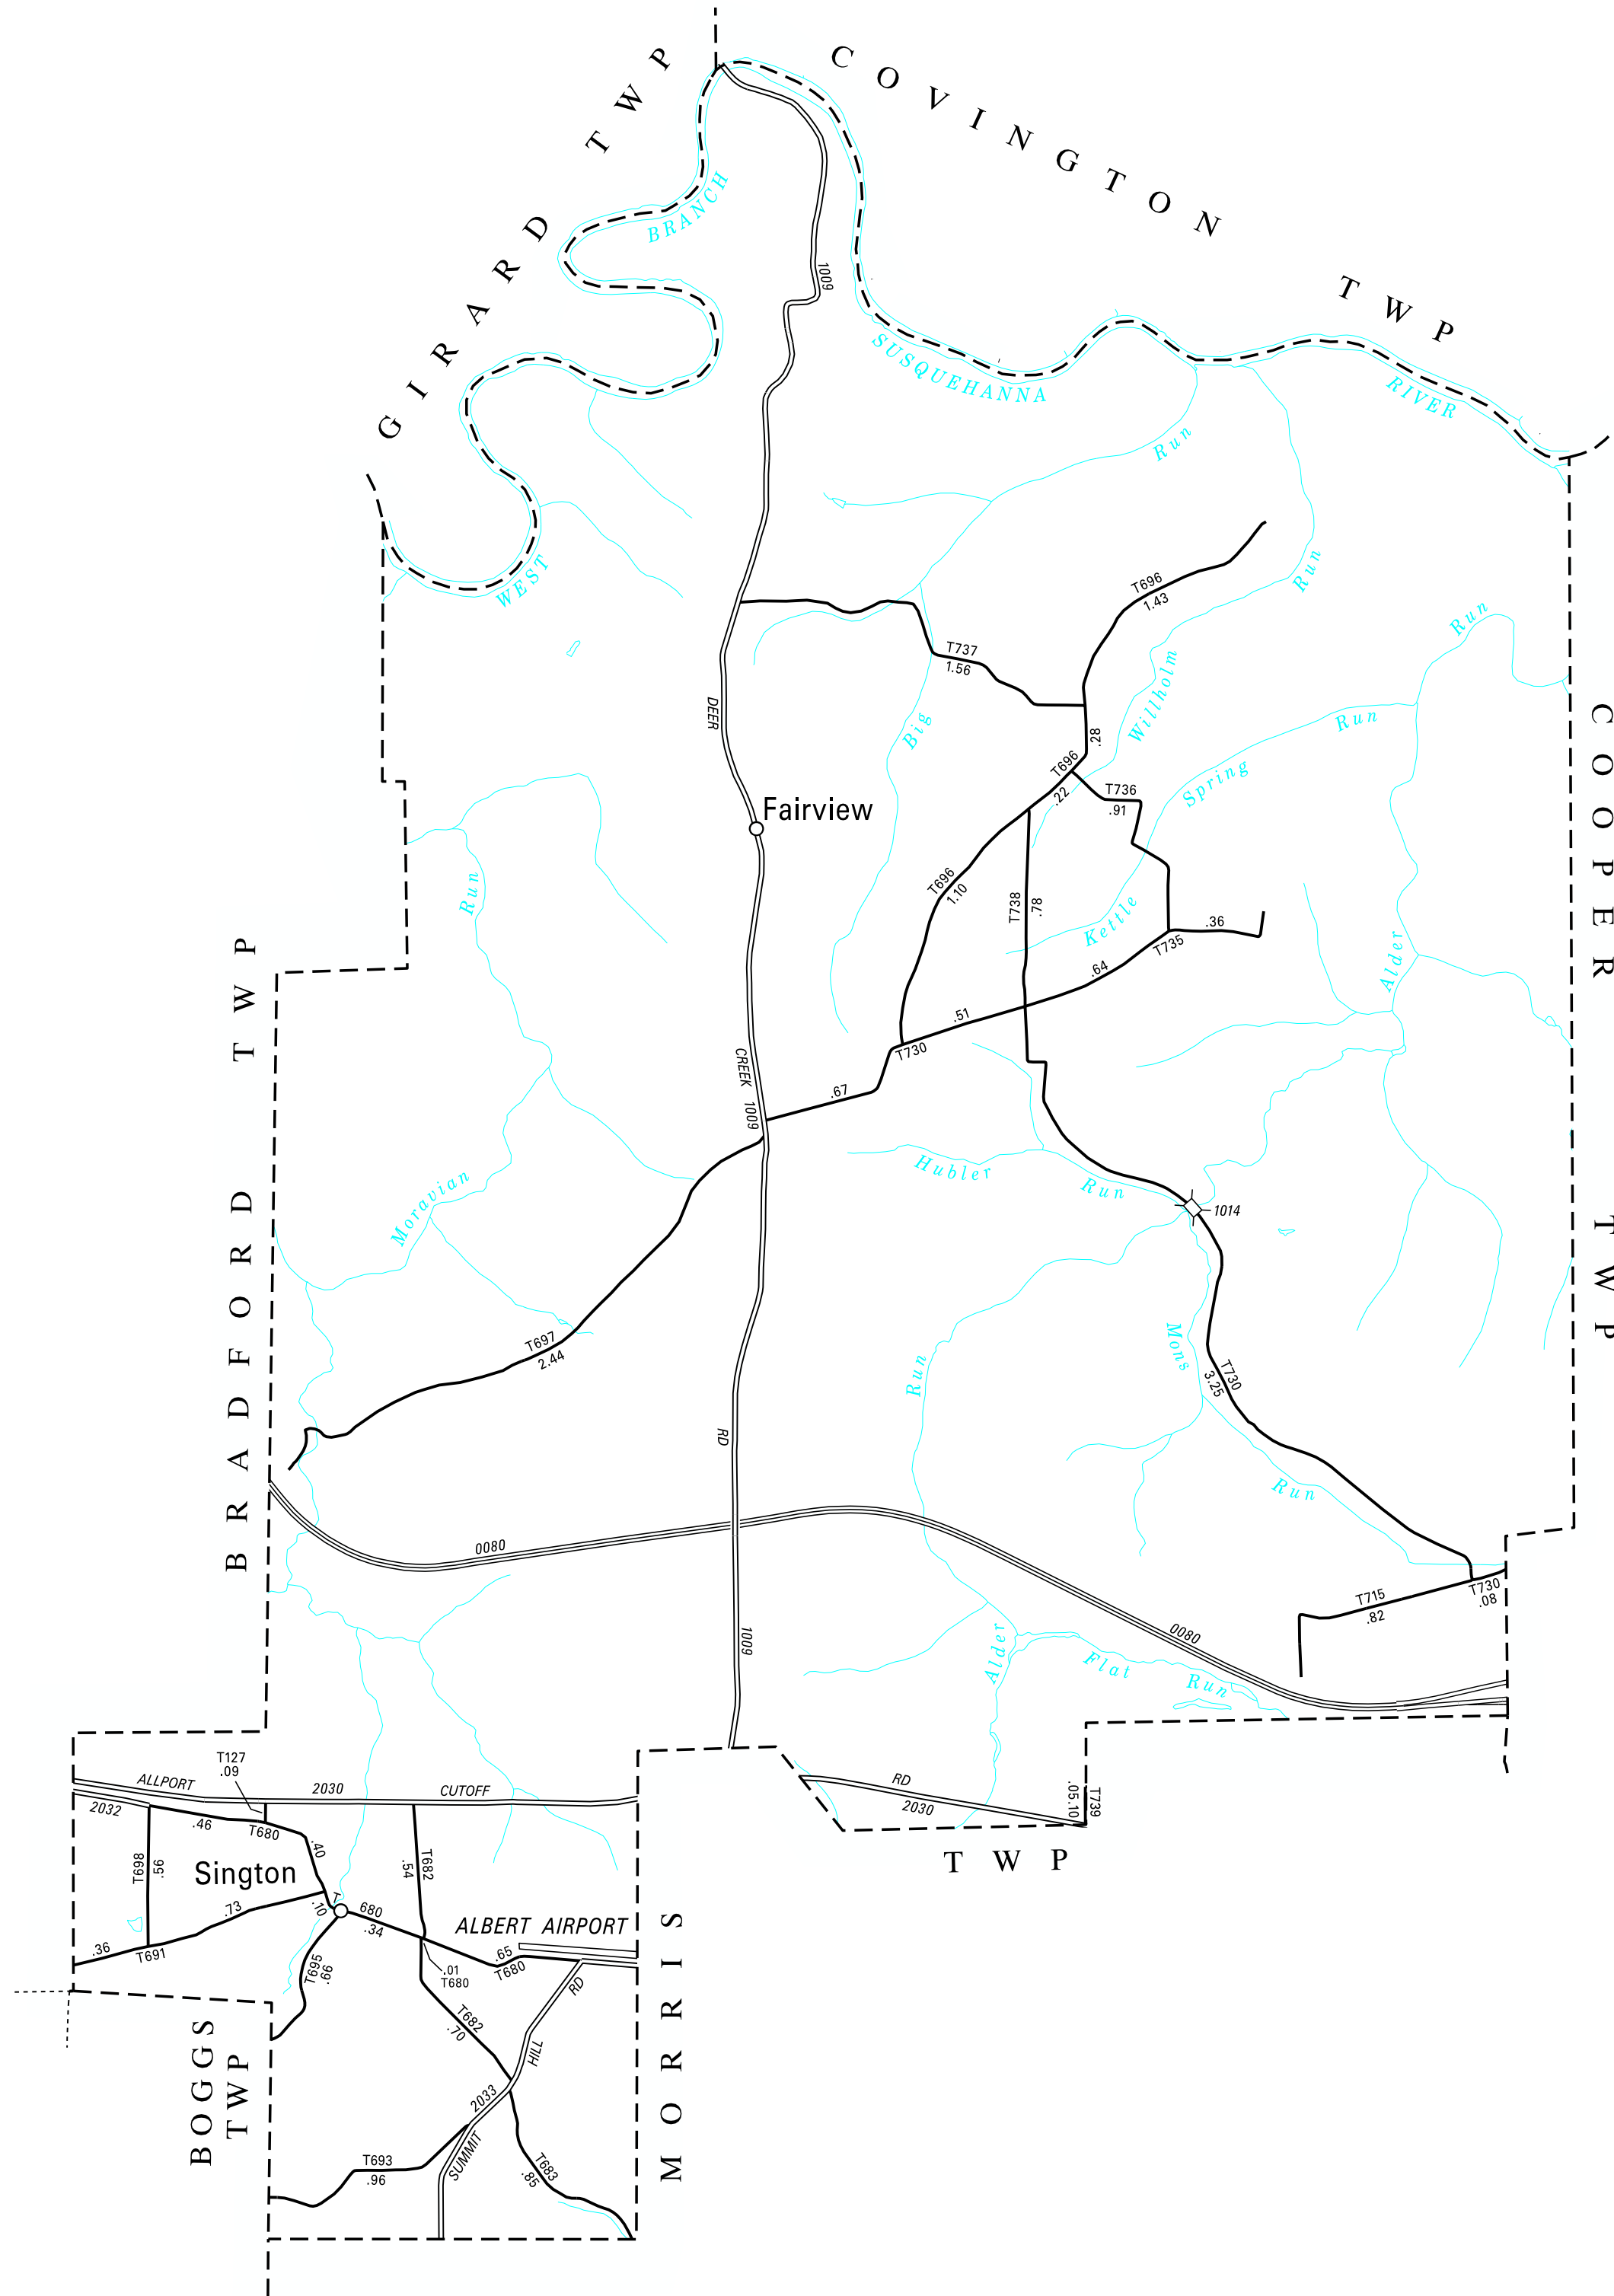 GIRARD TWP
COVINGTON TWP
BRANCH
1009
SUSQUEHANNA
RIVER
Run
WEST
Run
T696
1.43
Run
T737
1.56
DEER
Big
Willholm
.28
Run
COOPER TWP
T696
.22
T736
.91
Spring
Fairview
Run
T696
1.10
T738
.78
Kettle
.36
T735
.64
Alder
BRADFORD TWP
.51
T730
CREEK 1009
.67
Hubler
Run
Moravian
1014
T697
2.44
Run
Mons
T730
3.25
RD
Run
0080
T715
.82
T730
.08
1009
0080
Alder
Flat
Run
T127
.09
ALLPORT
2030
CUTOFF
RD
2030
.05 .10
T739
2032
.46
T680
.40
T698
.56
Sington
T682
.54
TWP
.73
T
.10
680
.34
ALBERT AIRPORT
.36
T691
T695
.66
.65
T680
.01
T680
RD
T682
.70
HILL
BOGGS
TWP
MORRIS
2033
SUMMIT
T693
.96
T683
.85